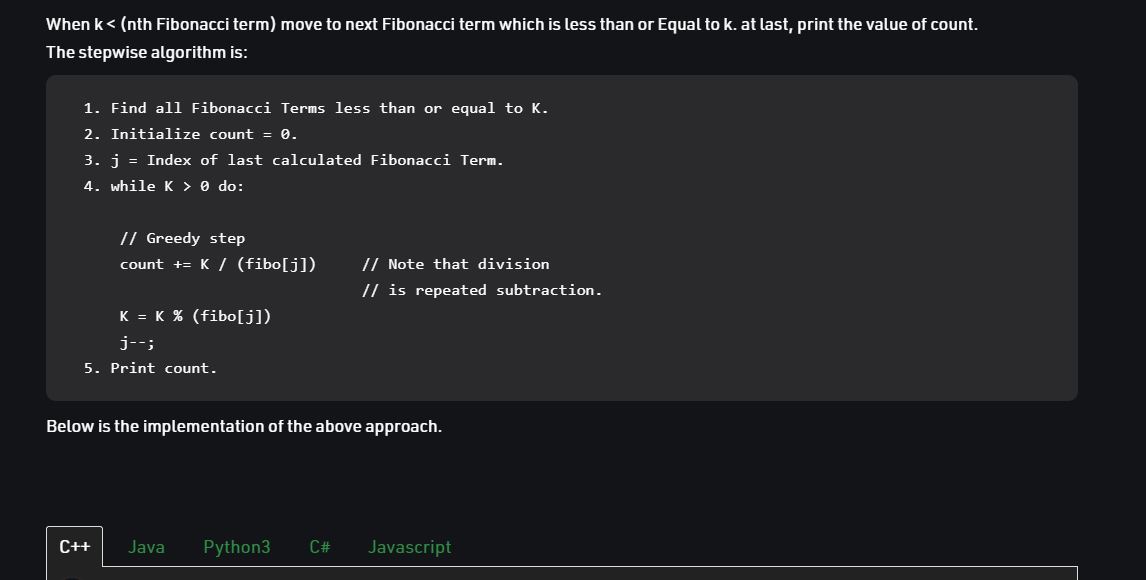 When k < (nth Fibonacci term) move to next Fibonacci term which is less than or Equal to k. at last, print the value of count.
The stepwise algorithm is:
1. Find all Fibonacci Terms less than or equal to K.
2. Initialize count = 0.
3. j = Index of last calculated Fibonacci Term.
4. while K > 0 do:
// Greedy step
count += K / (fibo[j]) // Note that division
// is repeated subtraction.
K = K % (fibo[j])
j--;
5. Print count.
Below is the implementation of the above approach.
C++ Java Python3 C# Javascript